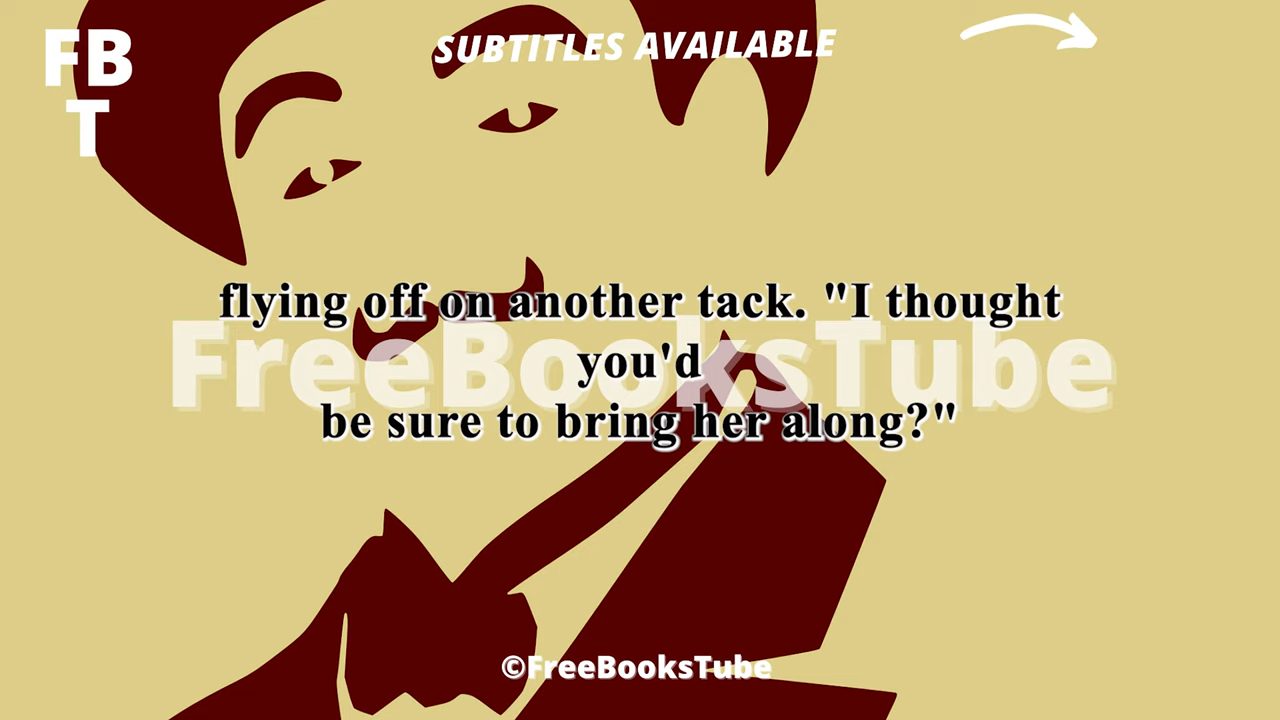 FB
T
SUBTITLES AVAILABLE
flying off on another tack. "I thought
you'd
be sure to bring her along?"
FreeBooksTube
©FreeBooksTube